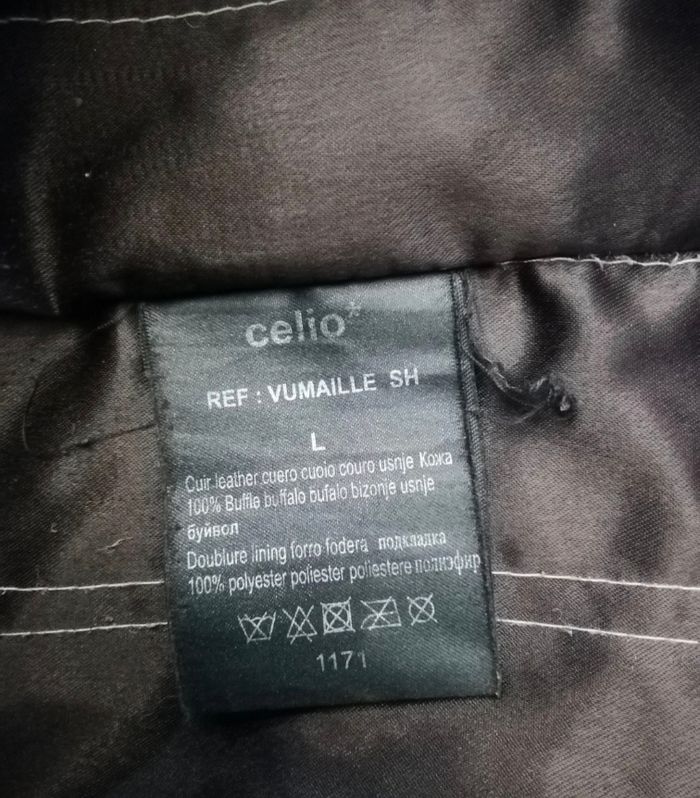 celio*
REF : VUMAILLE SH
L
Cuir leather cuero cuoio couro usnje Кожа
100% Buffle buffalo bufalo bizonje usnje
буйвол
Doublure lining forro fodera подкладка
100% polyester poliester poliestere полиэфир
1171